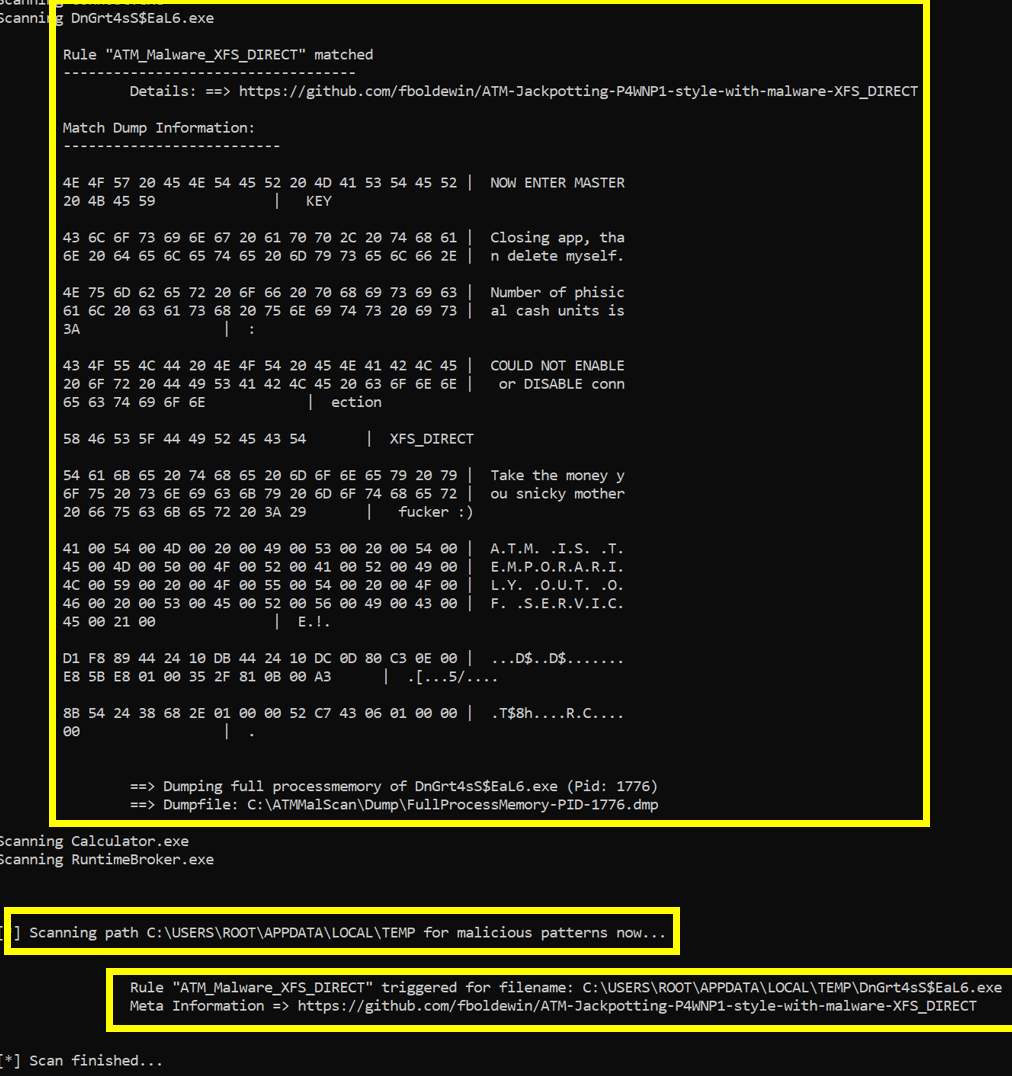 Scanning DnGrt4sS$EaL6.exe
Rule "ATM_Malware_XFS_DIRECT" matched
-----------------------------------
Details: ==> https://github.com/fboldewin/ATM-Jackpotting-P4WNP1-style-with-malware-XFS_DIRECT
Match Dump Information:
--------------------------
4E 4F 57 20 45 4E 54 45 52 20 4D 41 53 54 45 52 | NOW ENTER MASTER
20 4B 45 59 | KEY
43 6C 6F 73 69 6E 67 20 61 70 70 2C 20 74 68 61 | Closing app, tha
6E 20 64 65 6C 65 74 65 20 6D 79 73 65 6C 66 2E | n delete myself.
4E 75 6D 62 65 72 20 6F 66 20 70 68 69 73 69 63 | Number of phisic
61 6C 20 63 61 73 68 20 75 6E 69 74 73 20 69 73 | al cash units is
3A | :
43 4F 55 4C 44 20 4E 4F 54 20 45 4E 41 42 4C 45 | COULD NOT ENABLE
20 6F 72 20 44 49 53 41 42 4C 45 20 63 6F 6E 6E | or DISABLE conn
65 63 74 69 6F 6E | ection
58 46 53 5F 44 49 52 45 43 54 | XFS_DIRECT
54 61 6B 65 20 74 68 65 20 6D 6F 6E 65 79 20 79 | Take the money y
6F 75 20 73 6E 69 63 6B 79 20 6D 6F 74 68 65 72 | ou snicky mother
20 66 75 63 6B 65 72 20 3A 29 | fucker :)
41 00 54 00 4D 00 20 00 49 00 53 00 20 00 54 00 | A.T.M. .I.S. .T.
45 00 4D 00 50 00 4F 00 52 00 41 00 52 00 49 00 | E.M.P.O.R.A.R.I.
4C 00 59 00 20 00 4F 00 55 00 54 00 20 00 4F 00 | L.Y. .O.U.T. .O.
46 00 20 00 53 00 45 00 52 00 56 00 49 00 43 00 | F. .S.E.R.V.I.C.
45 00 21 00 | E.!.
D1 F8 89 44 24 10 DB 44 24 10 DC 0D 80 C3 0E 00 | ...D$..D$.......
E8 5B E8 01 00 35 2F 81 0B 00 A3 | .[...5/....
8B 54 24 38 68 2E 01 00 00 52 C7 43 06 01 00 00 | .T$8h....R.C....
00 | .
==> Dumping full processmemory of DnGrt4sS$EaL6.exe (Pid: 1776)
==> Dumpfile: C:\ATMMalScan\Dump\FullProcessMemory-PID-1776.dmp
Scanning Calculator.exe
Scanning RuntimeBroker.exe
] Scanning path C:\USERS\ROOT\APPDATA\LOCAL\TEMP for malicious patterns now...
Rule "ATM_Malware_XFS_DIRECT" triggered for filename: C:\USERS\ROOT\APPDATA\LOCAL\TEMP\DnGrt4sS$EaL6.exe
Meta Information => https://github.com/fboldewin/ATM-Jackpotting-P4WNP1-style-with-malware-XFS_DIRECT
[*] Scan finished...